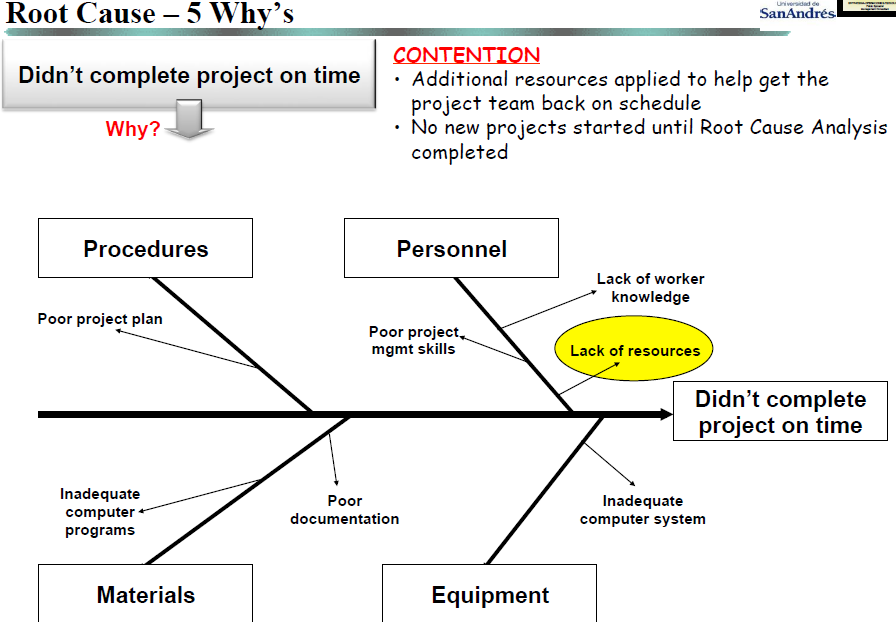 Root Cause – 5 Why's
Universidad de
SanAndrés
Didn't complete project on time
Why?
CONTENTION
• Additional resources applied to help get the
project team back on schedule
• No new projects started until Root Cause Analysis
completed
Procedures
Personnel
Lack of worker
knowledge
Poor project plan
Poor project
mgmt skills
Lack of resources
Didn't complete
project on time
Inadequate
computer
programs
Poor
documentation
Inadequate
computer system
Materials
Equipment